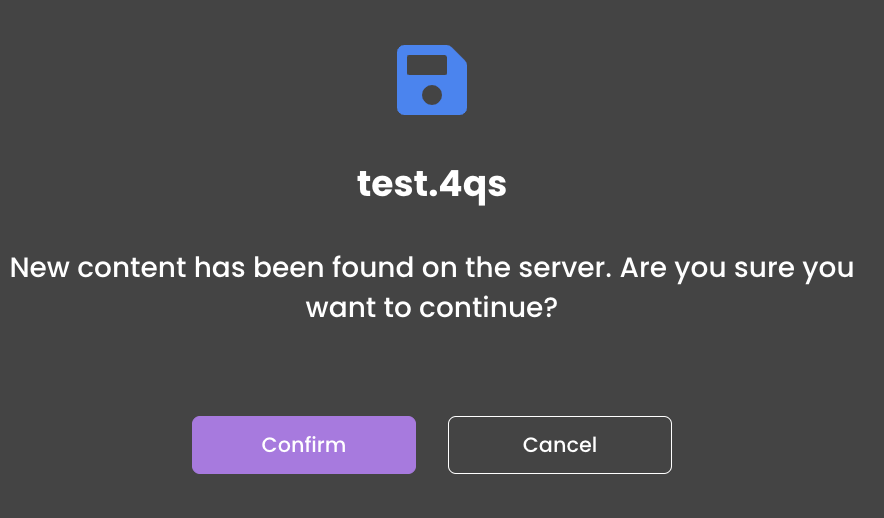 test.4qs
New content has been found on the server. Are you sure you
want to continue?
Confirm
Cancel